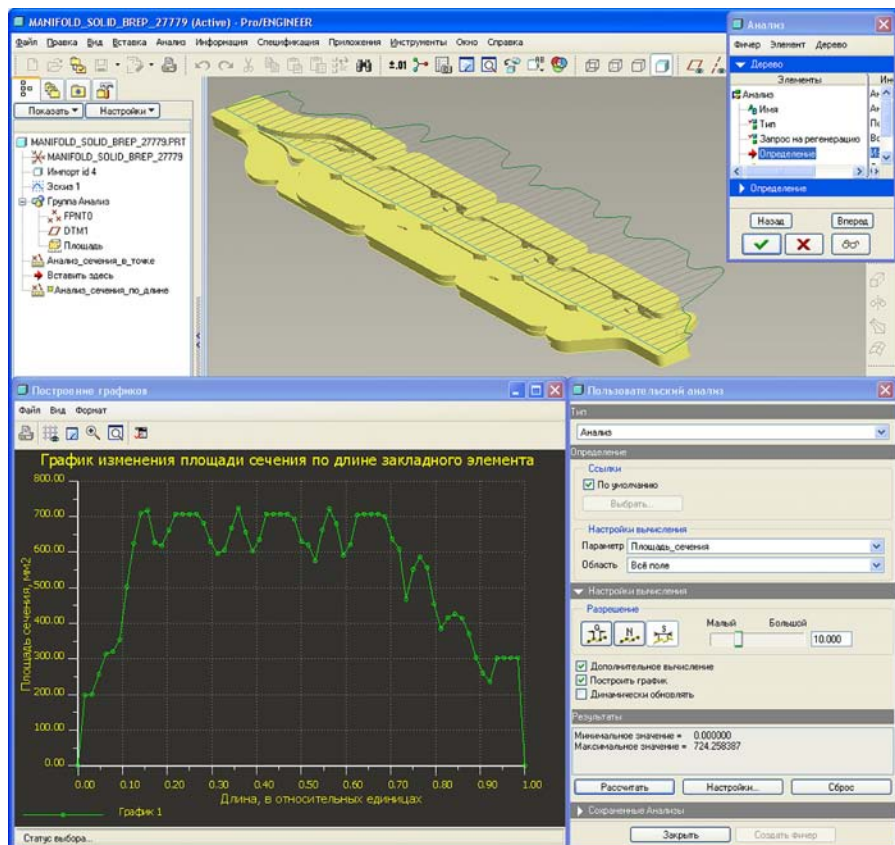 MANIFOLD_SOLID_BREP_27779 (Active) - Pro/ENGINEER
Файл Правка Вид Вставка Анализ Информация Спецификация Приложения Инструменты Окно Справка
Показать Настройки
MANIFOLD_SOLID_BREP_27779.PRT
MANIFOLD_SOLID_BREP_27779
Импорт id 4
Эскиз 1
Группа Анализ
FPNT0
DTM1
Площадь
Анализ_сечения_в_точке
Вставить здесь
Анализ_сечения_по_длине
Анализ
Фичер Элемент Дерево
Дерево
Элементы
Анализ
Имя
Тип
Запрос на регенерацию
Определение
Определение
Назад Вперед
Построение графиков
Файл Вид Формат
График изменения площади сечения по длине закладного элемента
Площадь сечения, мм2
800.00
700.00
600.00
500.00
400.00
300.00
200.00
100.00
0.00
0.00 0.10 0.20 0.30 0.40 0.50 0.60 0.70 0.80 0.90 1.00
Длина, в относительных единицах
График 1
Статус выбора...
Пользовательский анализ
Тип
Анализ
Определение
Ссылки
По умолчанию
Выбрать...
Настройки вычисления
Параметр Площадь_сечения
Область Всё поле
Настройки вычисления
Разрешение
Малый Большой
10.000
Дополнительное вычисление
Построить график
Динамически обновлять
Результаты
Минимальное значение = 0.000000
Максимальное значение = 724.258387
Рассчитать Настройки... Сброс
Сохраненные Анализы
Закрыть Создать фичер